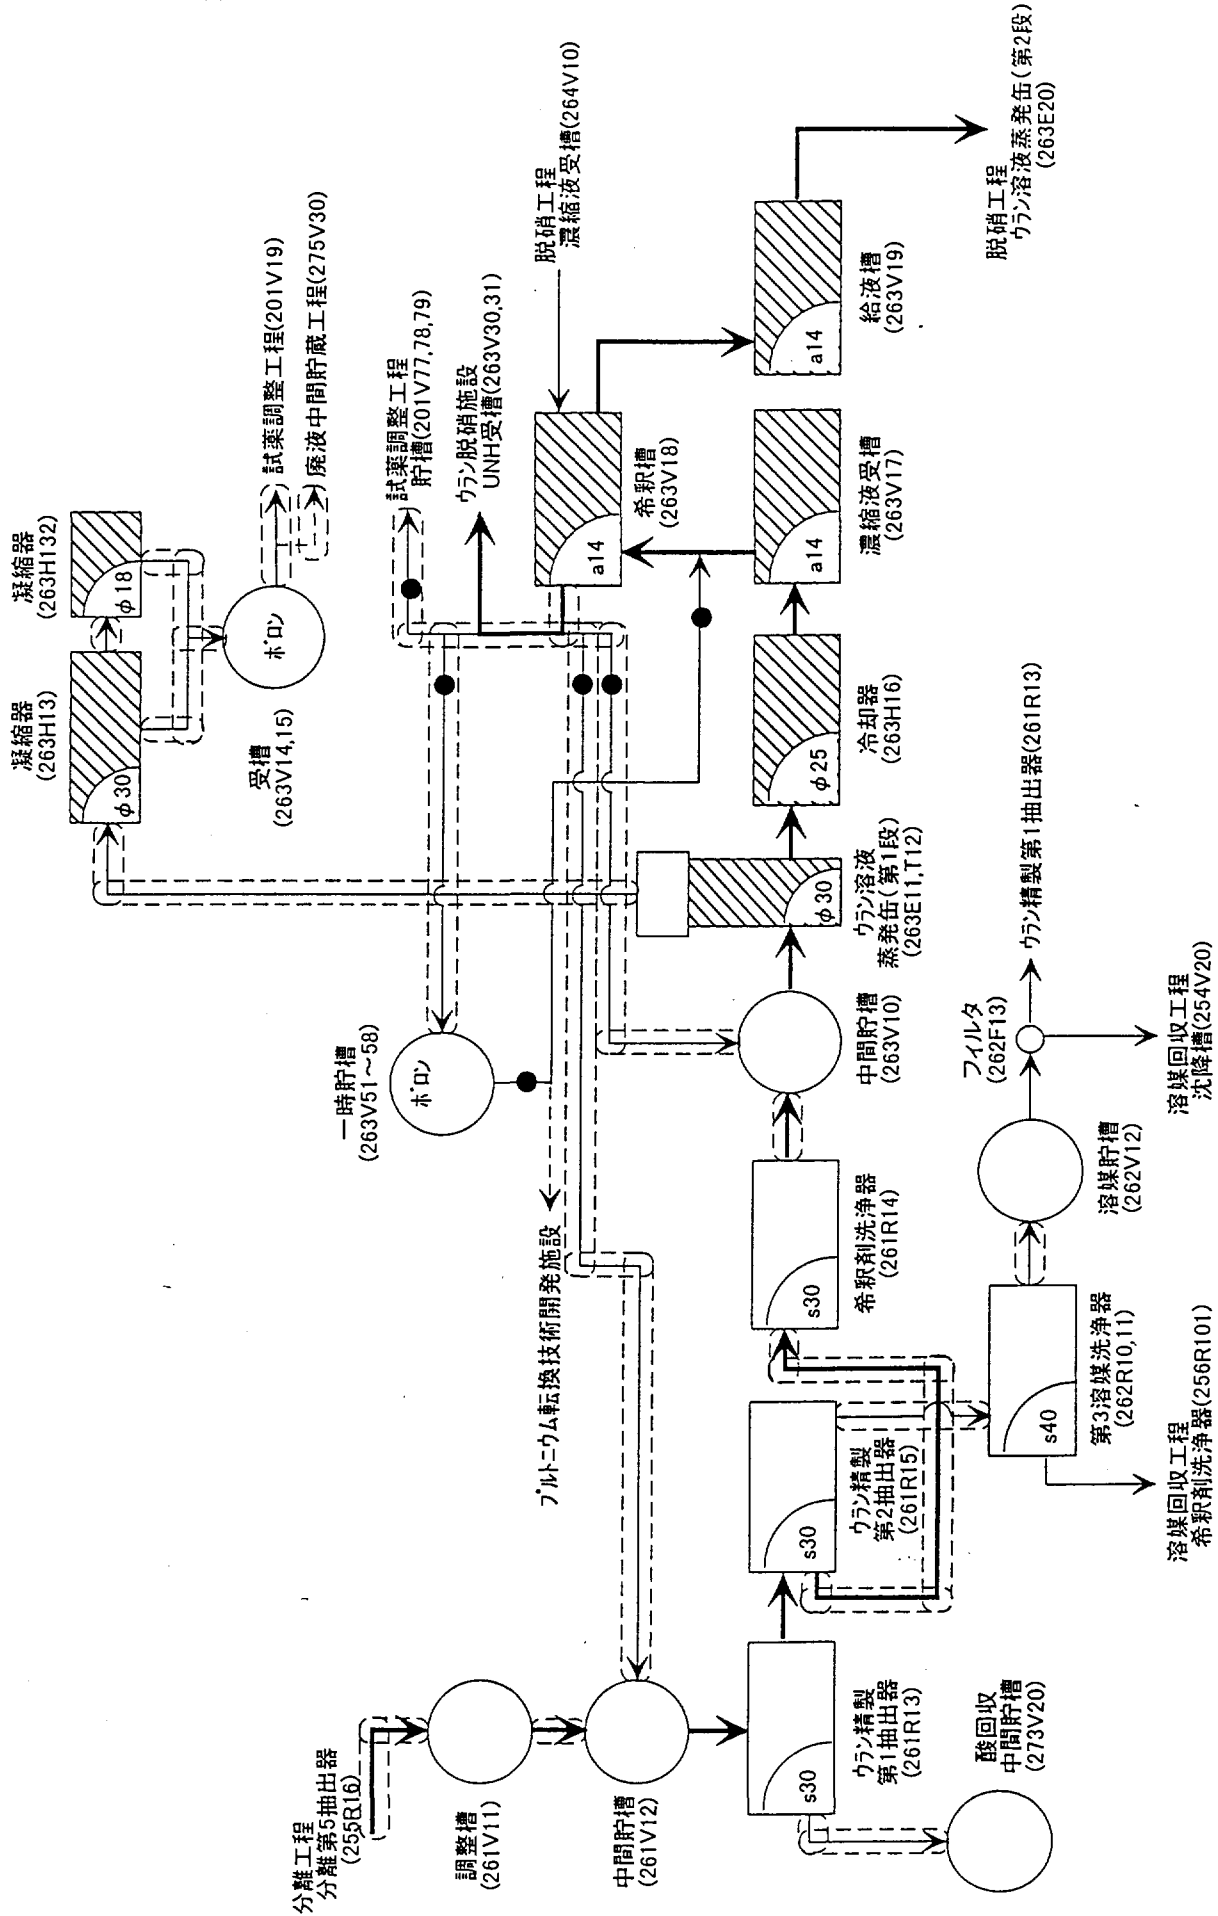 分離工程
分離第5抽出器
(255R16)
調整槽
(261V11)
中間貯槽
(261V12)
s30
ウラン精製
第1抽出器
(261R13)
酸回収
中間貯槽
(273V20)
s30
ウラン精製
第2抽出器
(261R15)
s40
第3溶媒洗浄器
(262R10,11)
溶媒回収工程
希釈剤洗浄器(256R101)
s30
希釈剤洗浄器
(261R14)
溶媒貯槽
(262V12)
フィルタ
(262F13)
ウラン精製第1抽出器(261R13)
溶媒回収工程
沈降槽(254V20)
中間貯槽
(263V10)
φ30
ウラン溶液
蒸発缶(第1段)
(263E11,T12)
φ25
冷却器
(263H16)
a14
濃縮液受槽
(263V17)
a14
給液槽
(263V19)
a14
希釈槽
(263V18)
脱硝工程
ウラン溶液蒸発缶(第2段)
(263E20)
脱硝工程
濃縮液受槽(264V10)
ウラン脱硝施設
UNH受槽(263V30,31)
試薬調整工程
貯槽(201V77,78,79)
プルトニウム転換技術開発施設
一時貯槽
(263V51～58)
ボロン
φ30
凝縮器
(263H13)
φ18
凝縮器
(263H132)
受槽
(263V14,15)
ボロン
試薬調整工程(201V19)
廃液中間貯蔵工程(275V30)